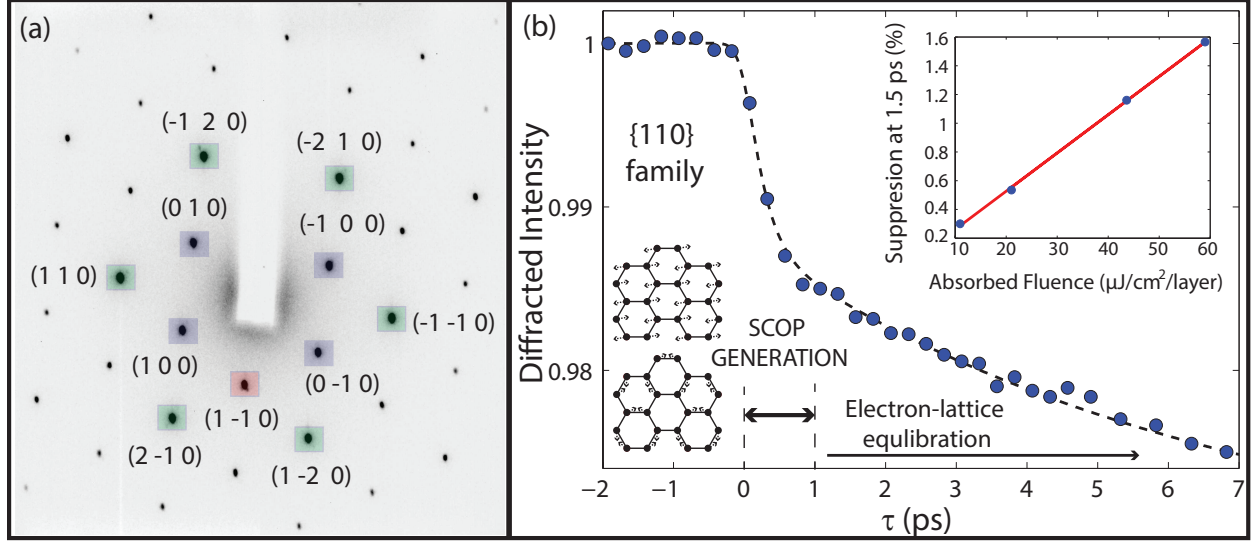 (a)
(-1 2 0)
(-2 1 0)
(0 1 0)
(-1 0 0)
(1 1 0)
(-1 -1 0)
(1 0 0)
(0 -1 0)
(1 -1 0)
(2 -1 0)
(1 -2 0)
(b)
Diffracted Intensity
1
0.99
0.98
{110}
family
SCOP
GENERATION
Electron-lattice
equlibration
-2
-1
0
1
2
3
4
5
6
7
τ (ps)
Suppresion at 1.5 ps (%)
1.6
1.4
1.2
1
0.8
0.6
0.4
0.2
10
20
30
40
50
60
Absorbed Fluence (μJ/cm²/layer)